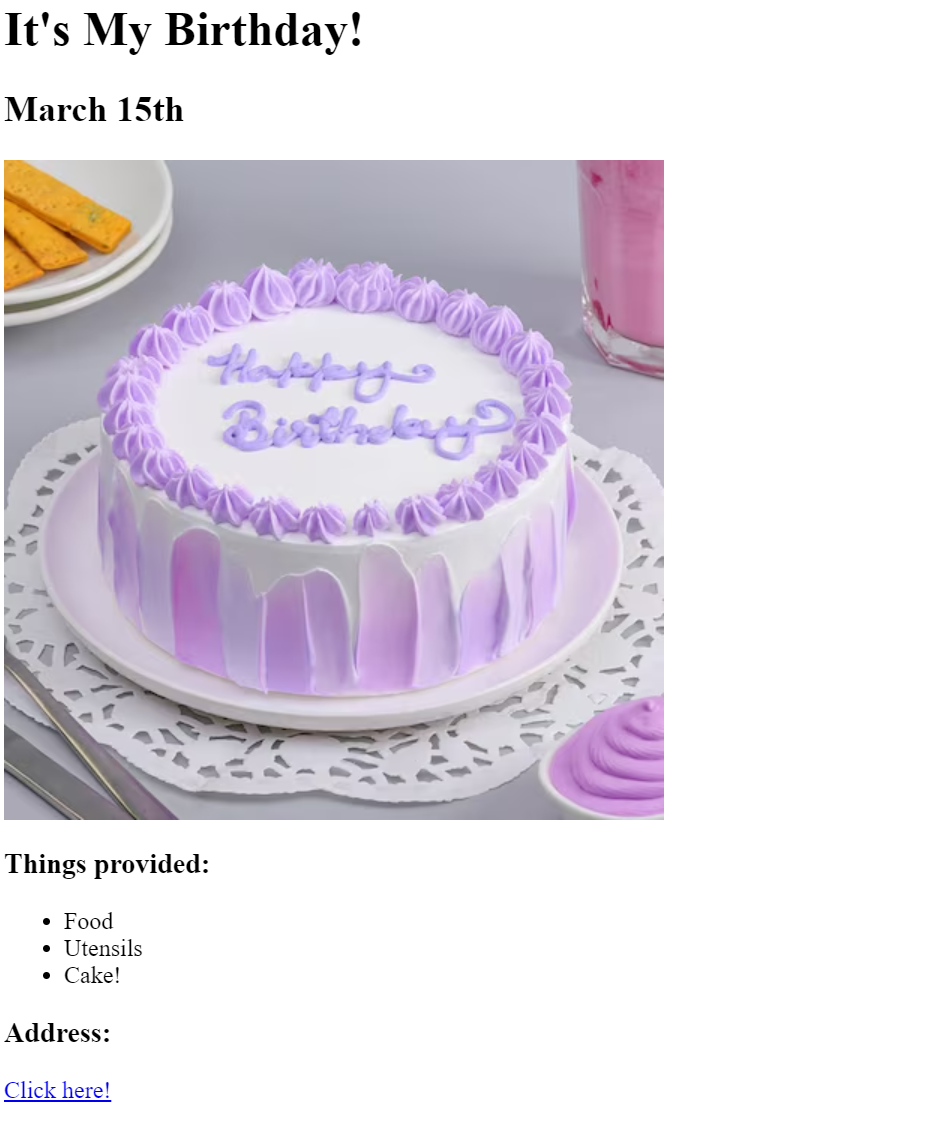 It's My Birthday!
March 15th
Happy
Birthday
Things provided:
Food
Utensils
Cake!
Address:
Click here!